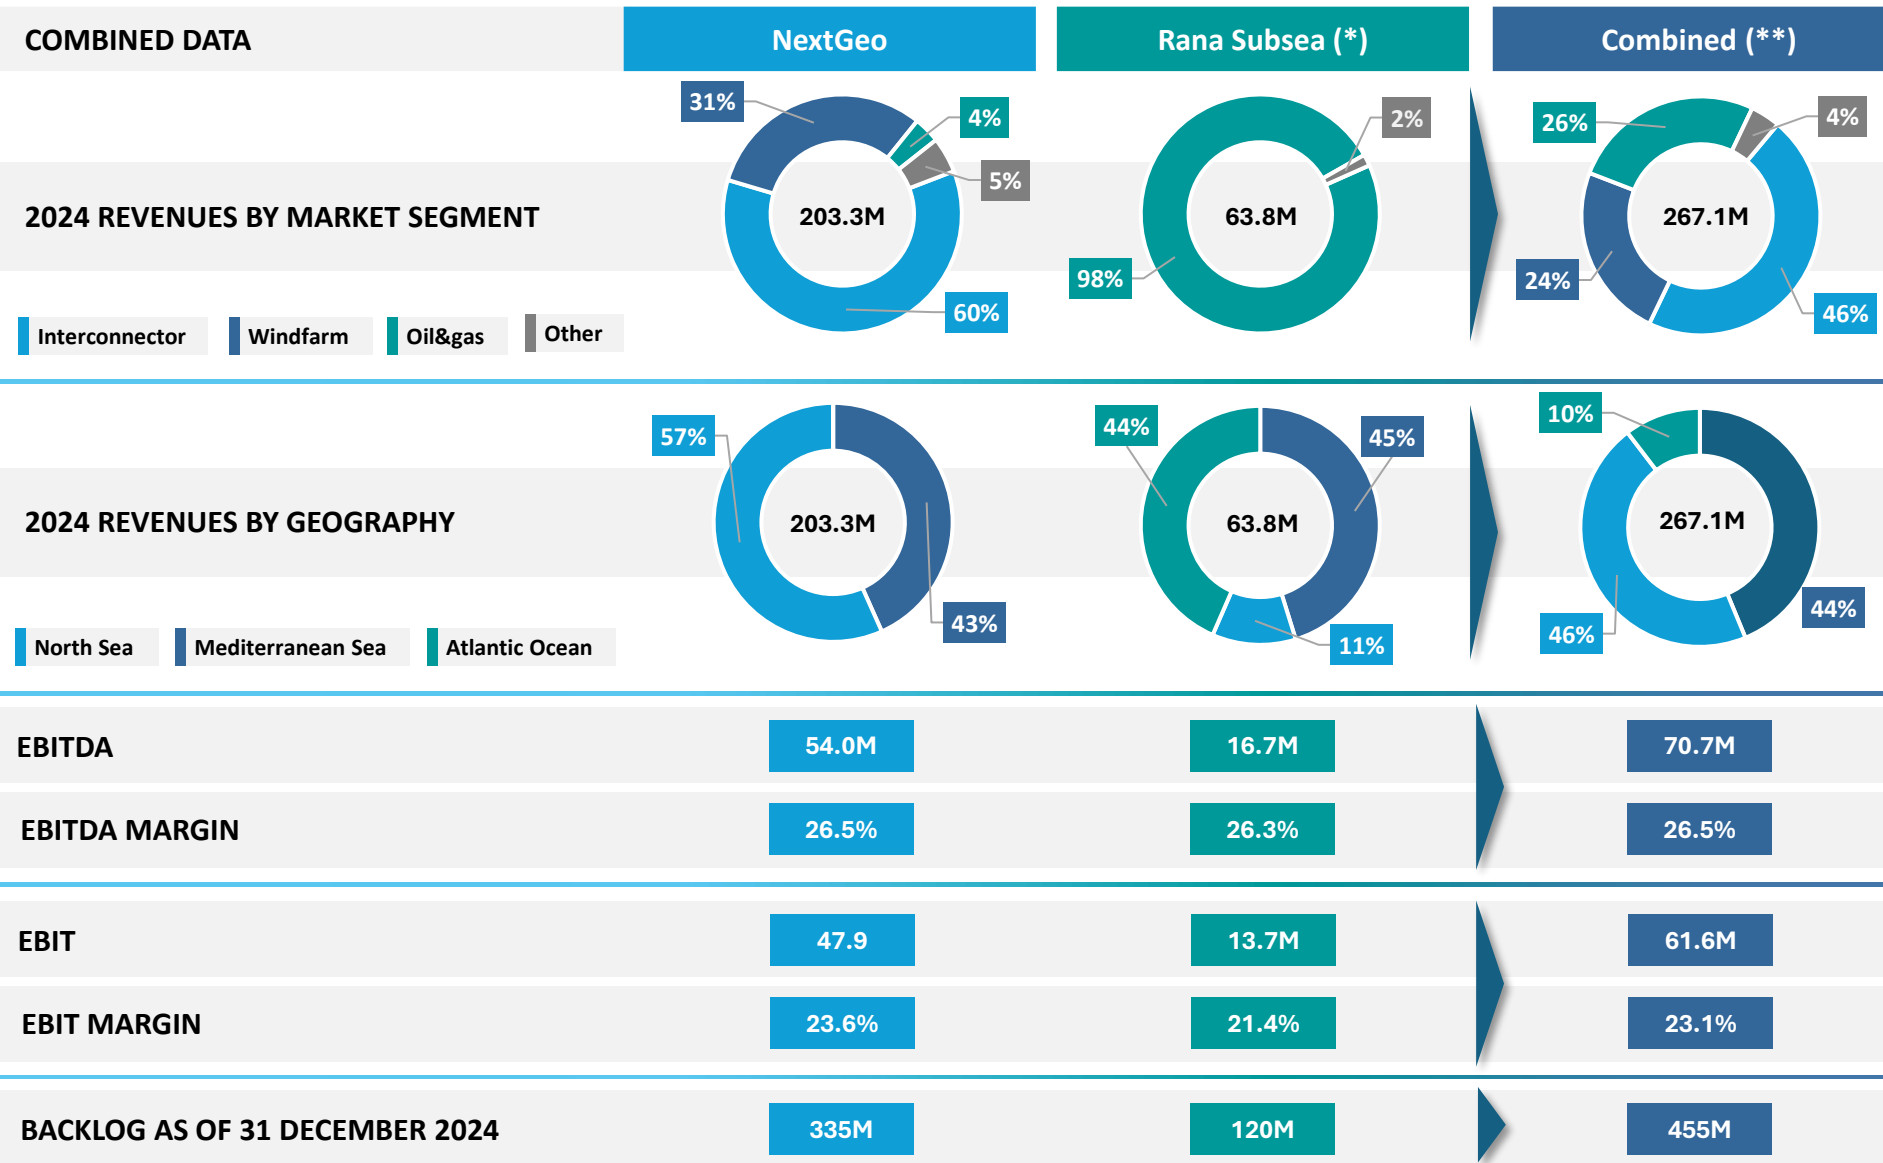 COMBINED DATA
NextGeo
Rana Subsea (*)
Combined (**)
31%
4%
5%
203.3M
60%
2%
63.8M
98%
26%
4%
267.1M
24%
46%
2024 REVENUES BY MARKET SEGMENT
Interconnector
Windfarm
Oil&gas
Other
57%
203.3M
43%
44%
45%
63.8M
11%
10%
267.1M
44%
46%
2024 REVENUES BY GEOGRAPHY
North Sea
Mediterranean Sea
Atlantic Ocean
EBITDA
54.0M
16.7M
70.7M
EBITDA MARGIN
26.5%
26.3%
26.5%
EBIT
47.9
13.7M
61.6M
EBIT MARGIN
23.6%
21.4%
23.1%
BACKLOG AS OF 31 DECEMBER 2024
335M
120M
455M